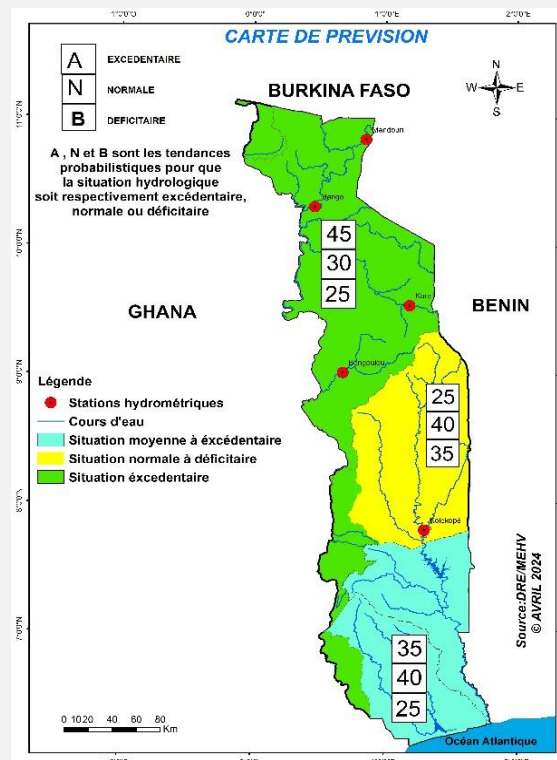 CARTE DE PREVISION
A EXCEDENTAIRE
N NORMALE
B DEFICITAIRE
A , N et B sont les tendances
probabilistiques pour que
la situation hydrologique
soit respectivement excédentaire,
normale ou déficitaire
BURKINA FASO
N
W E
S
Mandouri
45
30
25
GHANA
BENIN
25
40
35
35
40
25
Légende
Stations hydrométriques
Cours d'eau
Situation moyenne à éxcédentaire
Situation normale à déficitaire
Situation éxcedentaire
0 1020 40 60 80
Km
Source:DRE/MEHV
© AVRIL 2024
Océan Atlantique